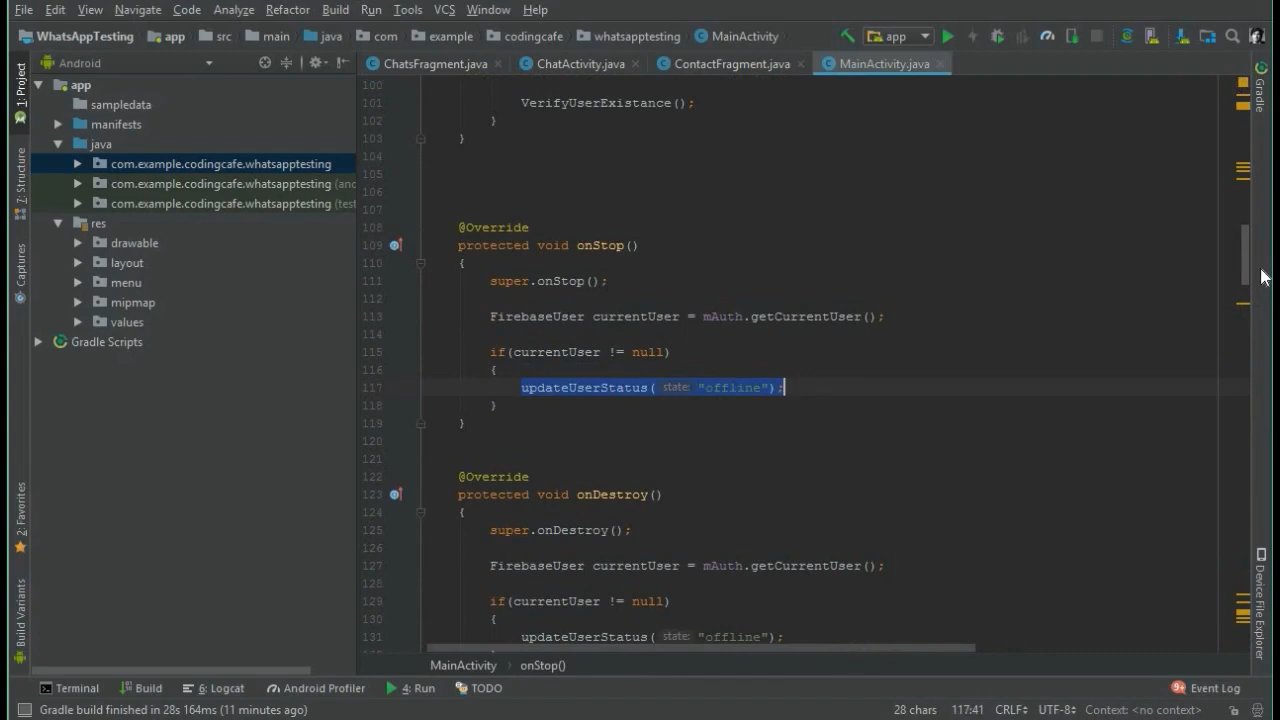 File Edit View Navigate Code Analyze Refactor Build Run Tools VCS Window Help
WhatsAppTesting app src main java com example codingcafe whatsapptesting MainActivity app
1: Project
7: Structure
Captures
2: Favorites
Build Variants
Android
app
sampledata
manifests
java
com.example.codingcafe.whatsapptesting
com.example.codingcafe.whatsapptesting (and
com.example.codingcafe.whatsapptesting (test
res
drawable
layout
menu
mipmap
values
Gradle Scripts
ChatsFragment.java ChatActivity.java ContactFragment.java MainActivity.java
100
101 VerifyUserExistance();
102 }
103 }
104
105
106
107
108 @Override
109 protected void onStop()
110 {
111 super.onStop();
112
113 FirebaseUser currentUser = mAuth.getCurrentUser();
114
115 if(currentUser != null)
116 {
117 updateUserStatus( state: "offline");
118 }
119 }
120
121
122 @Override
123 protected void onDestroy()
124 {
125 super.onDestroy();
126
127 FirebaseUser currentUser = mAuth.getCurrentUser();
128
129 if(currentUser != null)
130 {
131 updateUserStatus( state: "offline");
MainActivity onStop()
Gradle
Device File Explorer
Terminal Build 6: Logcat Android Profiler 4: Run TODO 9+ Event Log
Gradle build finished in 28s 164ms (11 minutes ago) 28 chars 117:41 CRLF UTF-8 Context: <no context>